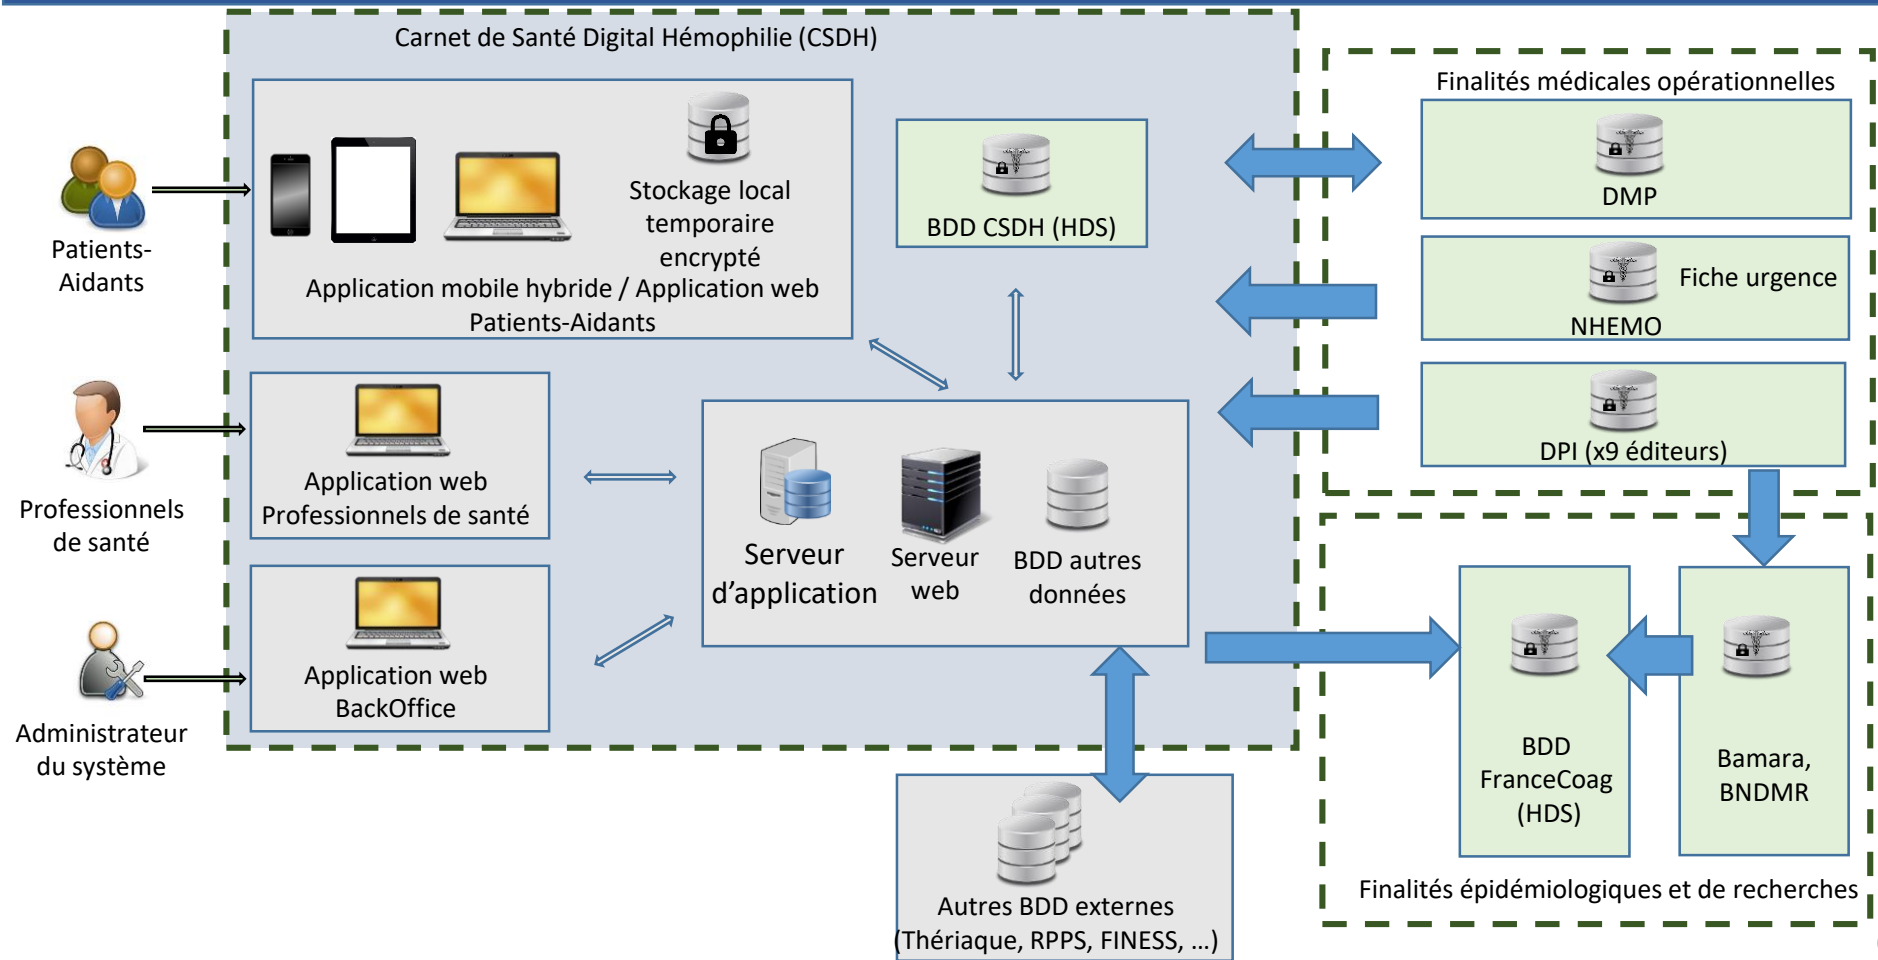 Carnet de Santé Digital Hémophilie (CSDH)
Patients-
Aidants
Stockage local
temporaire
encrypté
Application mobile hybride / Application web
Patients-Aidants
BDD CSDH (HDS)
Finalités médicales opérationnelles
DMP
Fiche urgence
NHEMO
DPI (x9 éditeurs)
Professionnels
de santé
Application web
Professionnels de santé
Serveur
d’application
Serveur
web
BDD autres
données
Administrateur
du système
Application web
BackOffice
BDD
FranceCoag
(HDS)
Bamara,
BNDMR
Finalités épidémiologiques et de recherches
Autres BDD externes
(Thériaque, RPPS, FINESS, …)